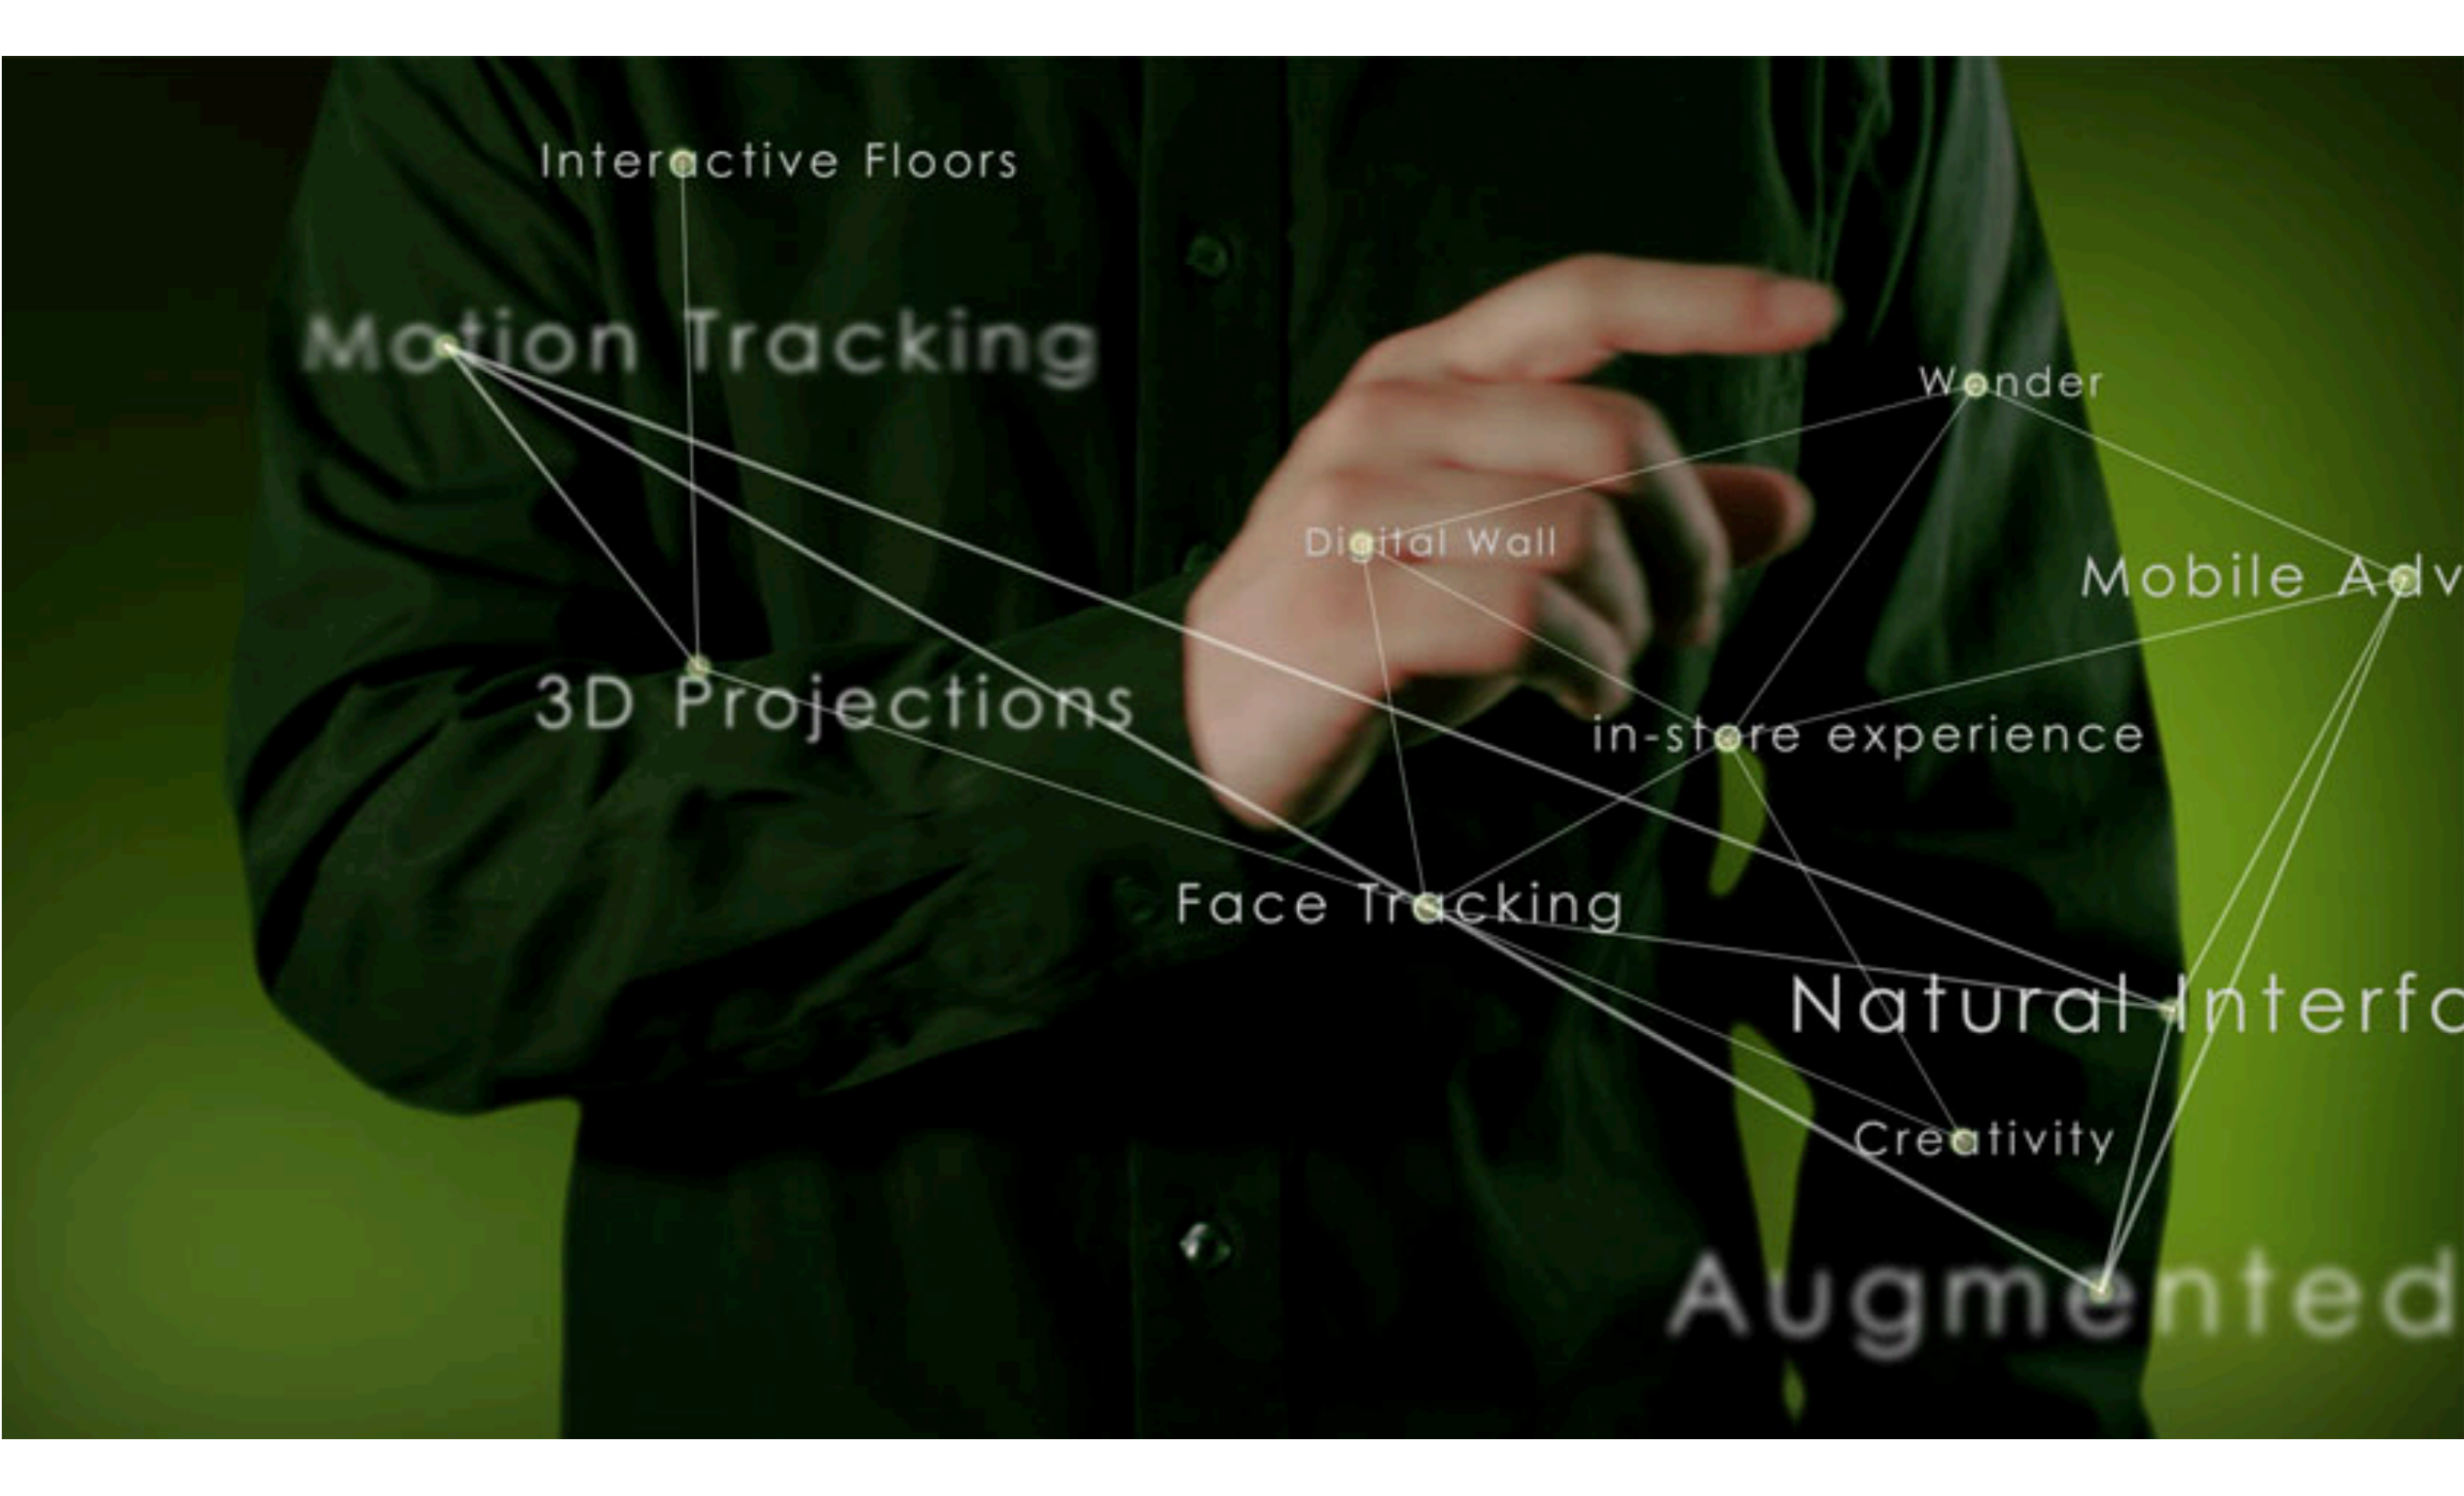 Interactive Floors
Motion Tracking
Wonder
Digital Wall
Mobile Adv
3D Projections
in-store experience
Face Tracking
Natural Interfa
Creativity
Augmented